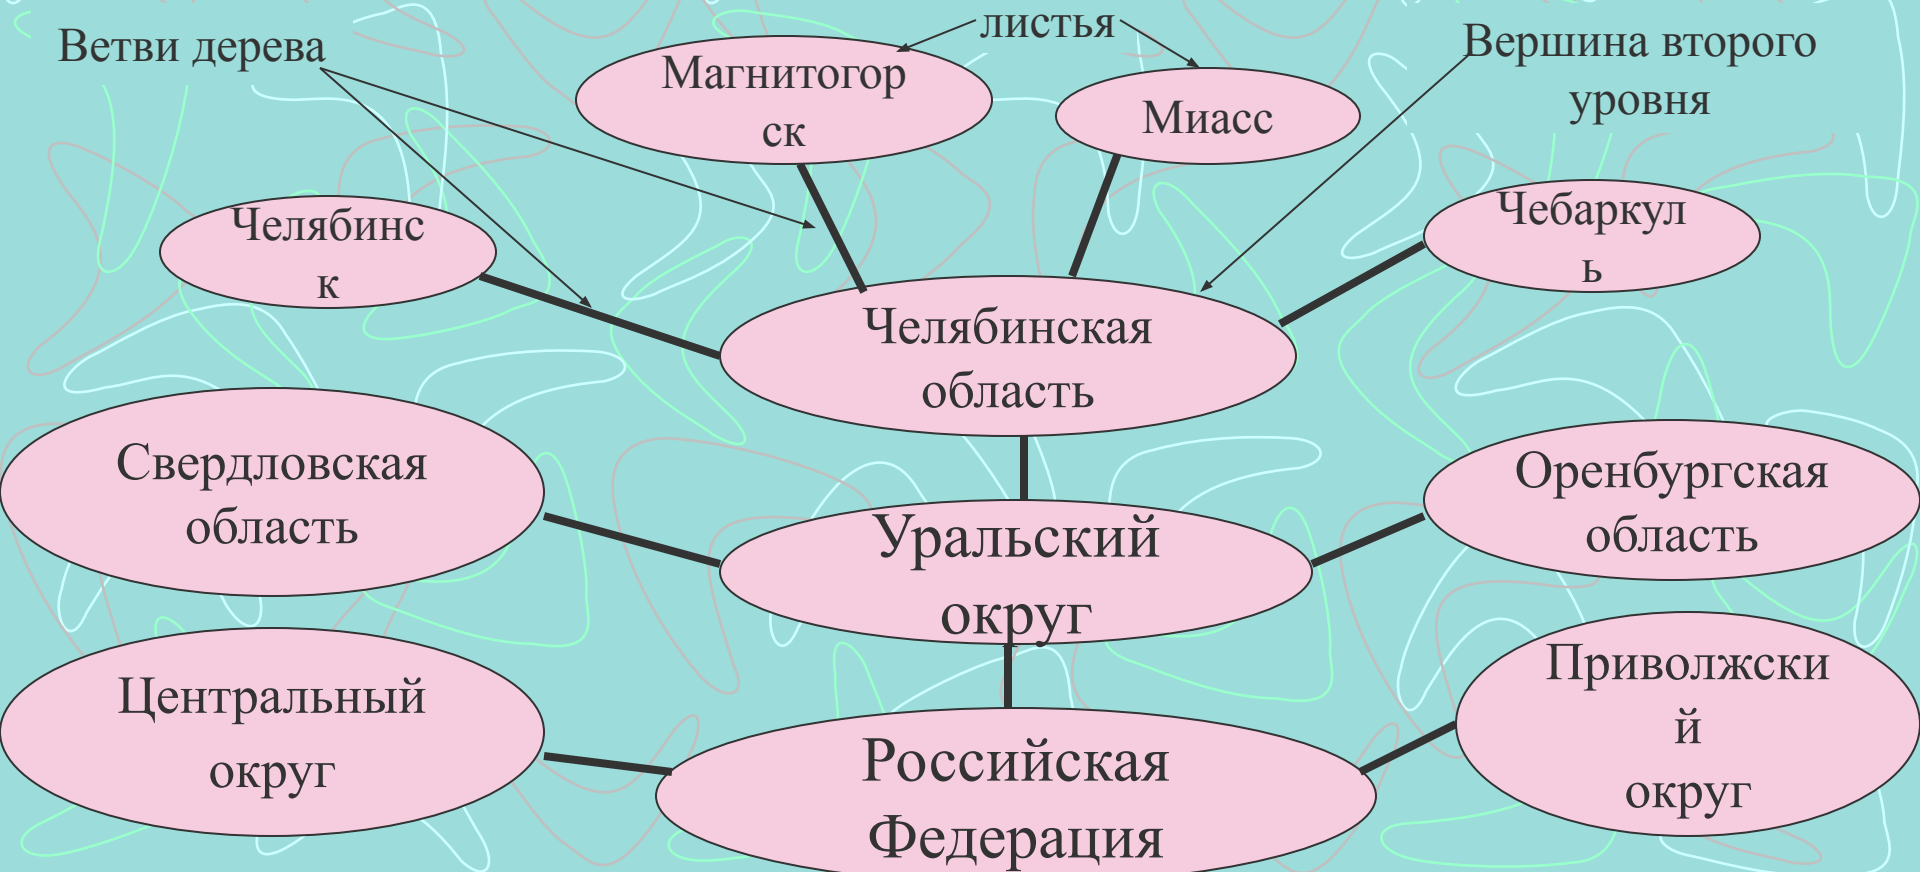 Ветви дерева
листья
Вершина второго
уровня
Магнитогор
ск
Миасс
Челябинс
к
Чебаркул
ь
Челябинская
область
Свердловская
область
Уральский
округ
Оренбургская
область
Центральный
округ
Российская
Федерация
Приволжски
й
округ